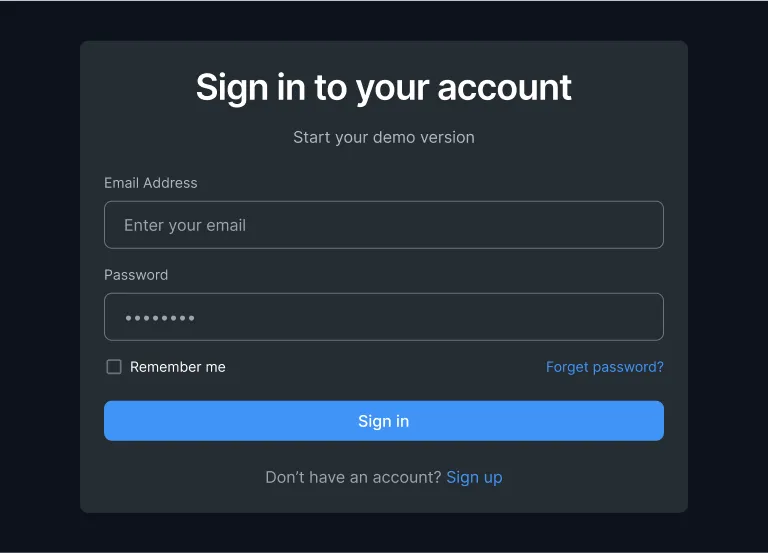 Sign in to your account
Start your demo version
Email Address
Enter your email
Password
••••••••
Remember me
Forget password?
Sign in
Don’t have an account? Sign up